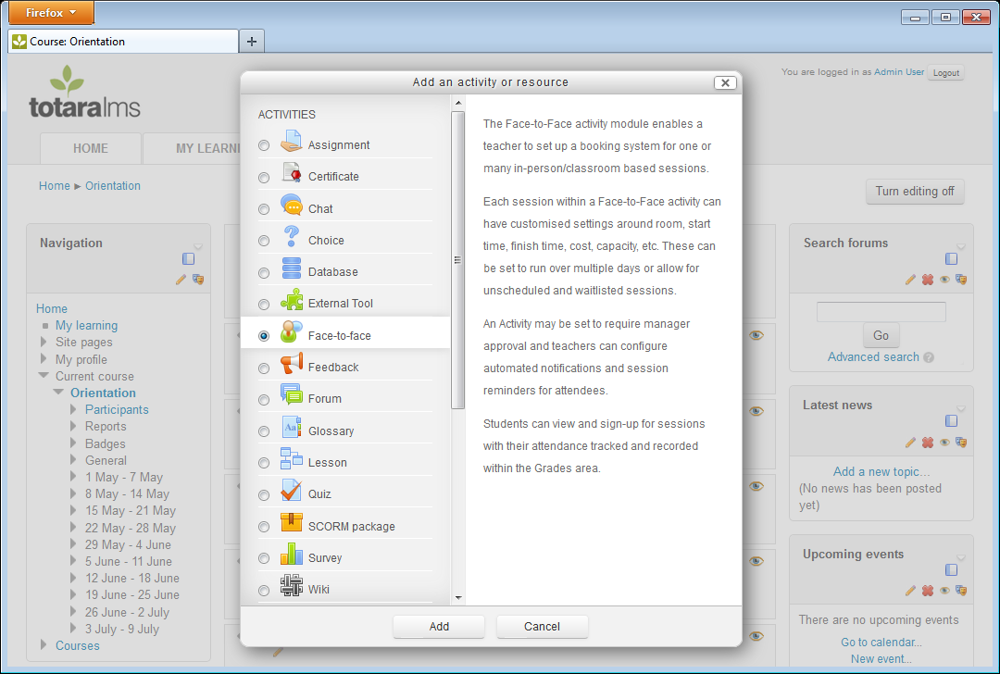 Firefox
Course: Orientation
totaralms
You are logged in as Admin User
Logout
HOME
MY LEARN
Home ▶ Orientation
Turn editing off
Navigation
Home
My learning
Site pages
My profile
Current course
Orientation
Participants
Reports
Badges
General
1 May - 7 May
8 May - 14 May
15 May - 21 May
22 May - 28 May
29 May - 4 June
5 June - 11 June
12 June - 18 June
19 June - 25 June
26 June - 2 July
3 July - 9 July
Courses
Add an activity or resource
ACTIVITIES
Assignment
Certificate
Chat
Choice
Database
External Tool
Face-to-face
Feedback
Forum
Glossary
Lesson
Quiz
SCORM package
Survey
Wiki
The Face-to-Face activity module enables a
teacher to set up a booking system for one or
many in-person/classroom based sessions.
Each session within a Face-to-Face activity can
have customised settings around room, start
time, finish time, cost, capacity, etc. These can
be set to run over multiple days or allow for
unscheduled and waitlisted sessions.
An Activity may be set to require manager
approval and teachers can configure
automated notifications and session
reminders for attendees.
Students can view and sign-up for sessions
with their attendance tracked and recorded
within the Grades area.
Add
Cancel
Search forums
Go
Advanced search
Latest news
Add a new topic...
(No news has been posted
yet)
Upcoming events
There are no upcoming events
Go to calendar...
New event...